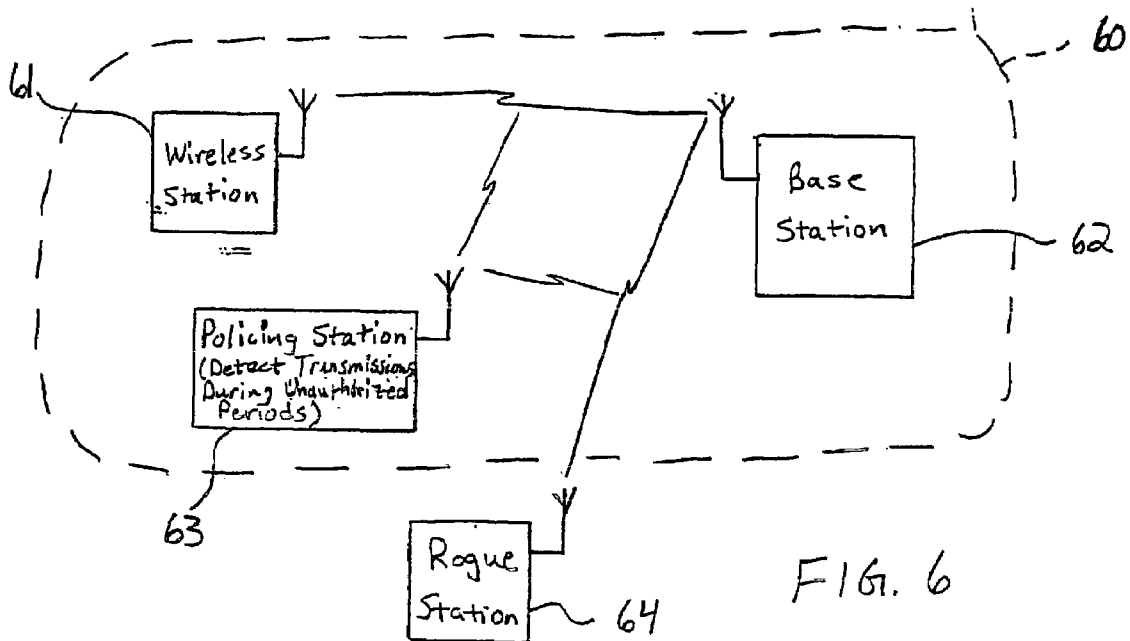 60
61
Wireless
Station
Base
Station
62
Policing Station
(Detect Transmissions
During Unauthorized
Periods)
63
Rogue
Station
64
FIG. 6